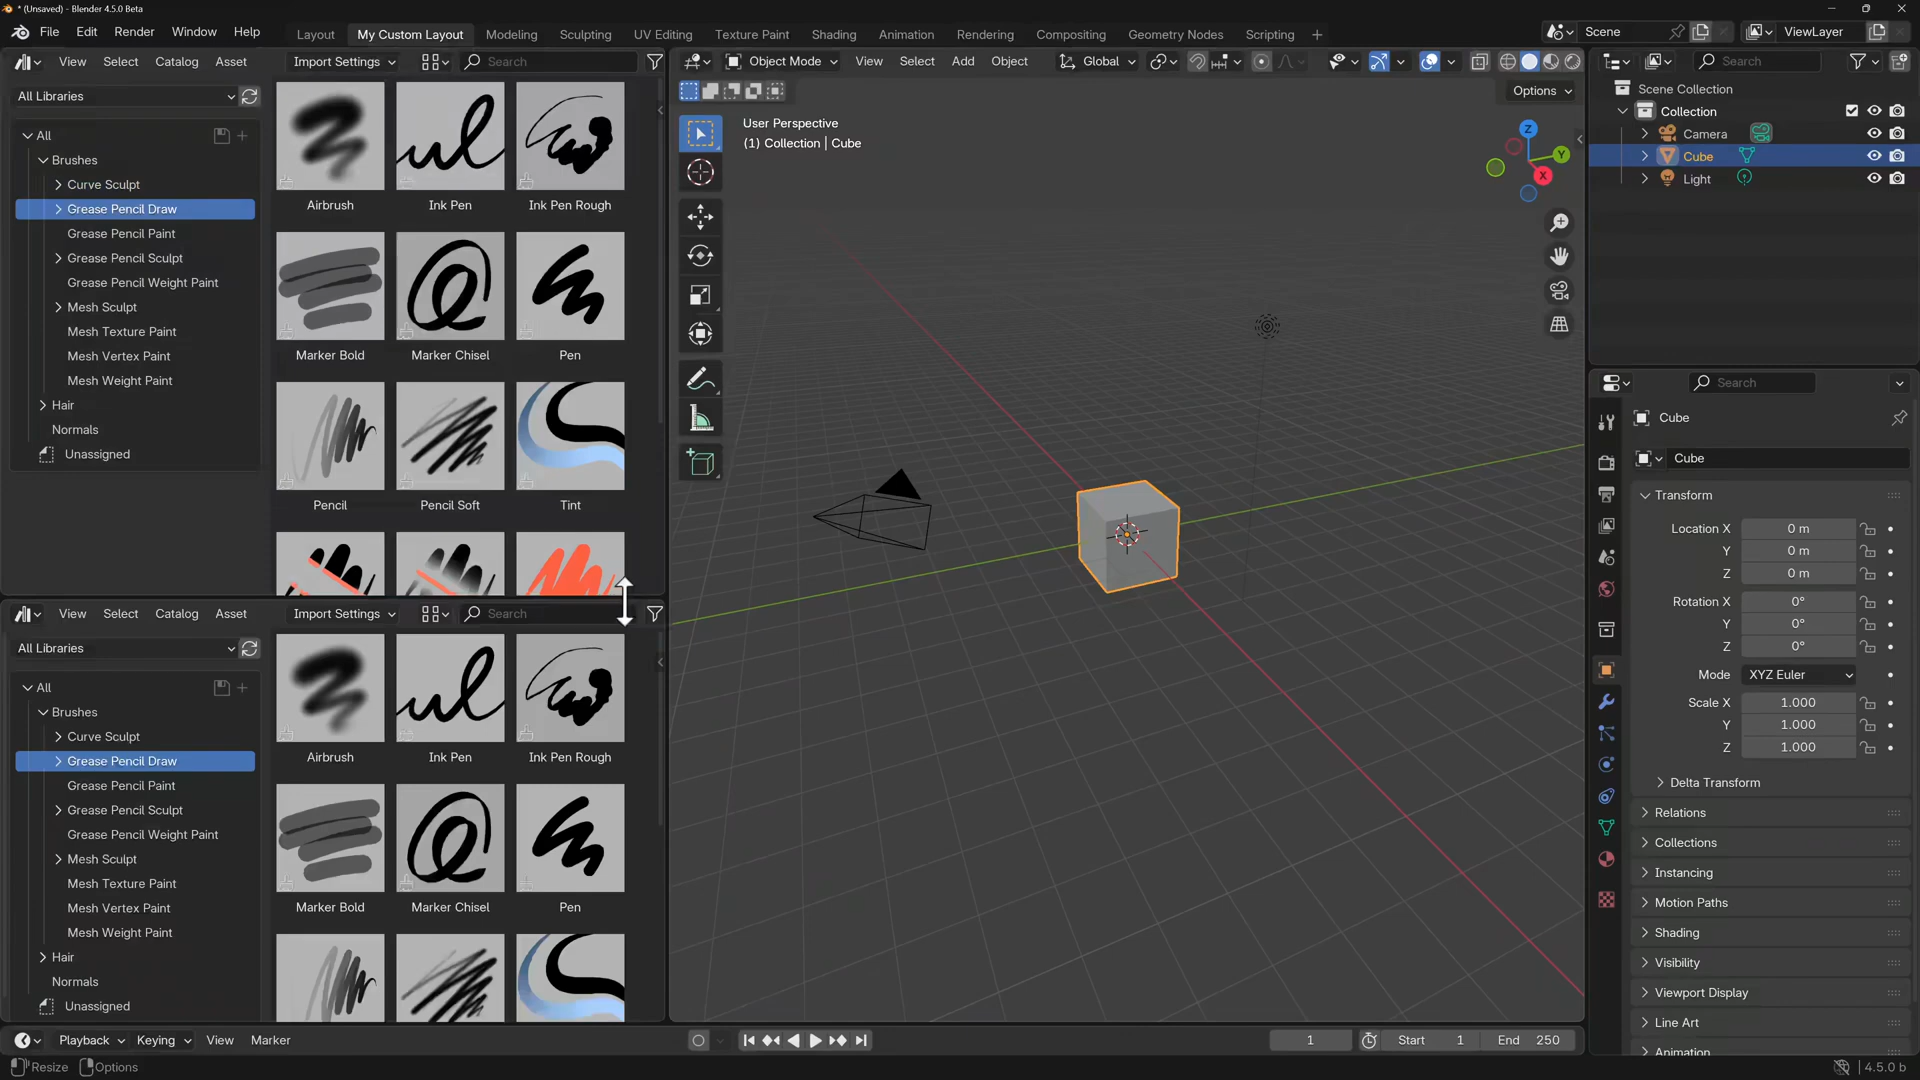 * (Unsaved) - Blender 4.5.0 Beta
File Edit Render Window Help Layout My Custom Layout Modeling Sculpting UV Editing Texture Paint Shading Animation Rendering Compositing Geometry Nodes Scripting + Scene ViewLayer
View Select Catalog Asset Import Settings Search
All Libraries
All
Brushes
Curve Sculpt
Grease Pencil Draw
Grease Pencil Paint
Grease Pencil Sculpt
Grease Pencil Weight Paint
Mesh Sculpt
Mesh Texture Paint
Mesh Vertex Paint
Mesh Weight Paint
Hair
Normals
Unassigned
Airbrush Ink Pen Ink Pen Rough
Marker Bold Marker Chisel Pen
Pencil Pencil Soft Tint
View Select Catalog Asset Import Settings Search
All Libraries
All
Brushes
Curve Sculpt
Grease Pencil Draw
Grease Pencil Paint
Grease Pencil Sculpt
Grease Pencil Weight Paint
Mesh Sculpt
Mesh Texture Paint
Mesh Vertex Paint
Mesh Weight Paint
Hair
Normals
Unassigned
Airbrush Ink Pen Ink Pen Rough
Marker Bold Marker Chisel Pen
Object Mode View Select Add Object Global
Options
User Perspective
(1) Collection | Cube
Z
Y
X
Search
Scene Collection
Collection
Camera
Cube
Light
Search
Cube
Cube
Transform
Location X 0 m
Y 0 m
Z 0 m
Rotation X 0°
Y 0°
Z 0°
Mode XYZ Euler
Scale X 1.000
Y 1.000
Z 1.000
Delta Transform
Relations
Collections
Instancing
Motion Paths
Shading
Visibility
Viewport Display
Line Art
Animation
Playback Keying View Marker 1 Start 1 End 250
Resize Options 4.5.0 b